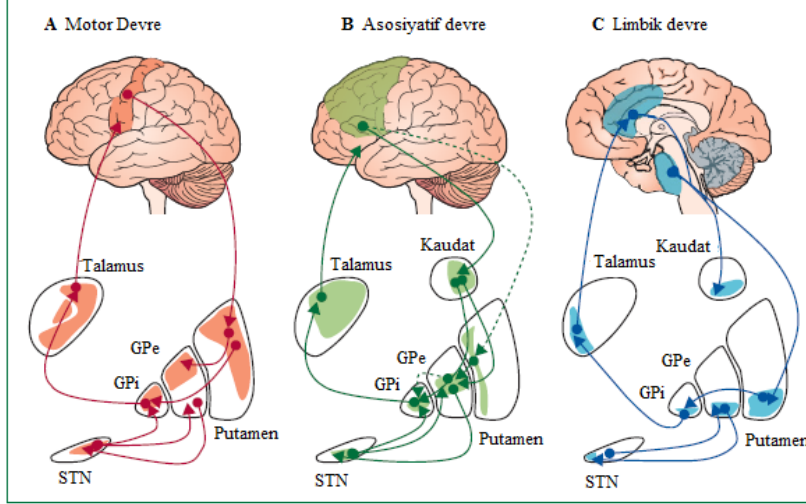 A Motor Devre
B Asosiyatif devre
C Limbik devre
Talamus
GPe
GPi
STN
Putamen
Talamus
Kaudat
GPe
GPi
STN
Talamus
Kaudat
GPe
GPi
Putamen
STN